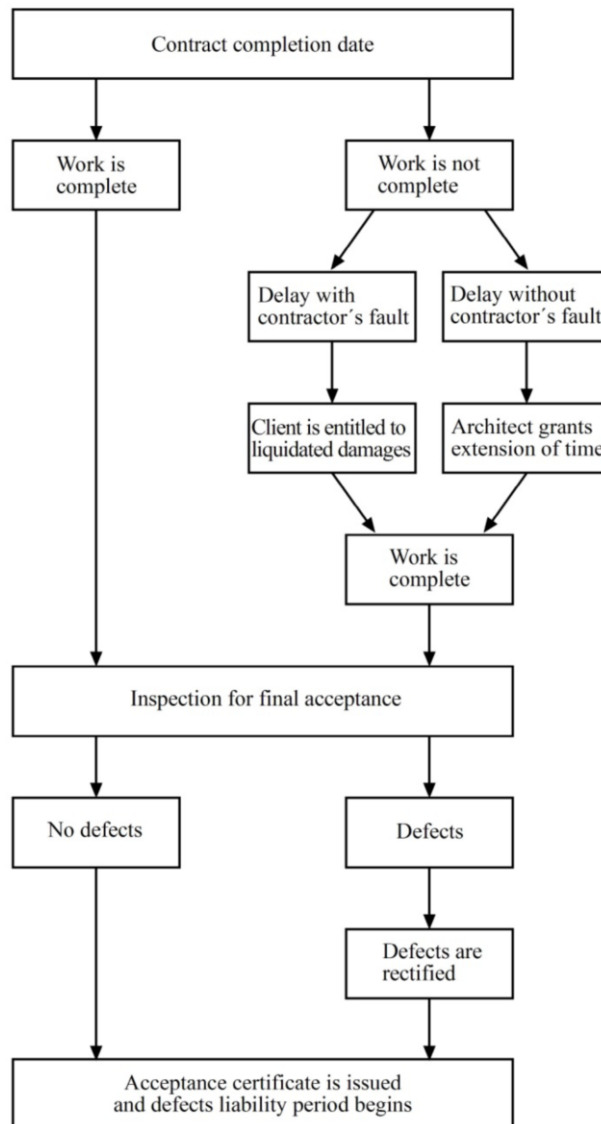 Contract completion date
Work is
complete
Work is not
complete
Delay with
contractor´s fault
Delay without
contractor´s fault
Client is entitled to
liquidated damages
Architect grants
extension of time
Work is
complete
Inspection for final acceptance
No defects
Defects
Defects are
rectified
Acceptance certificate is issued
and defects liability period begins